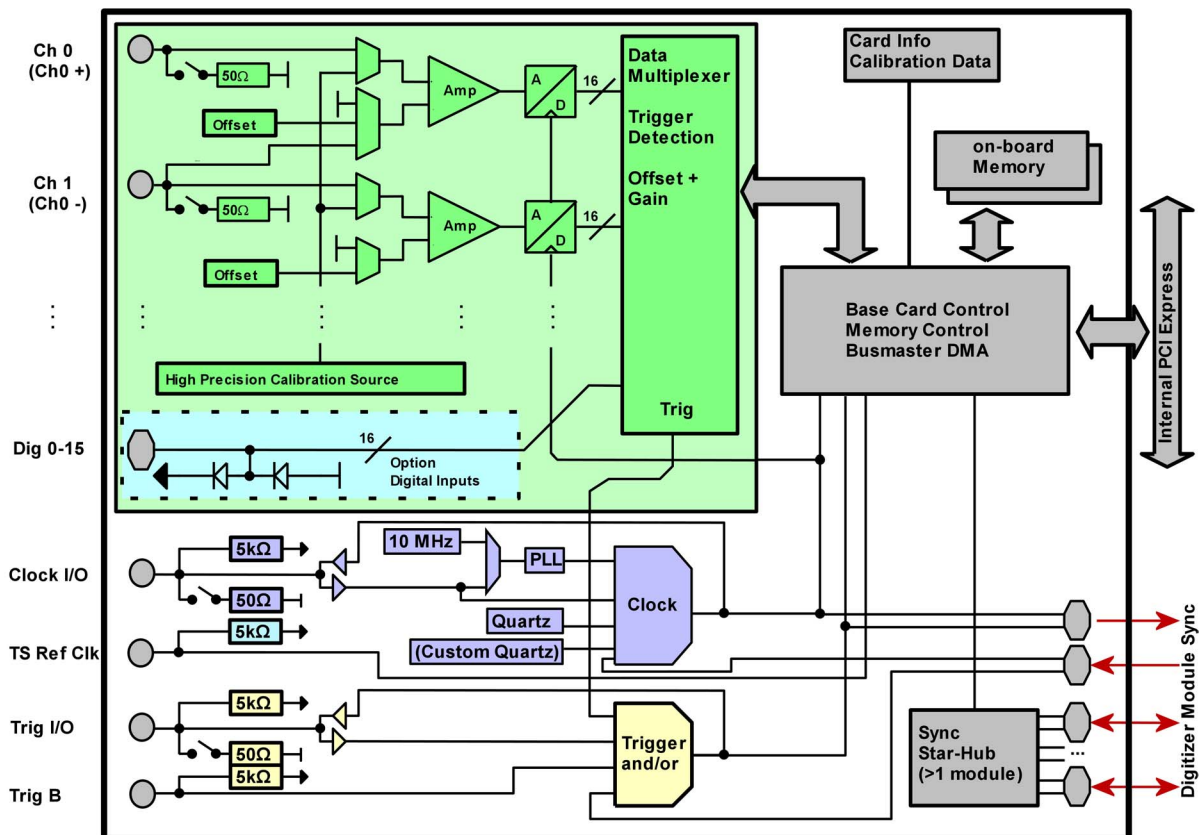 Ch 0
(Ch0 +)
50Ω
Offset
Amp
A
D
16
Data
Multiplexer
Trigger
Detection
Offset +
Gain
Trig
Ch 1
(Ch0 -)
50Ω
Offset
Amp
A
D
16
High Precision Calibration Source
Dig 0-15
16
Option
Digital Inputs
Card Info
Calibration Data
on-board
Memory
Base Card Control
Memory Control
Busmaster DMA
Internal PCI Express
Clock I/O
5kΩ
50Ω
10 MHz
PLL
Quartz
(Custom Quartz)
Clock
TS Ref Clk
5kΩ
Trig I/O
5kΩ
50Ω
Trig B
5kΩ
Trigger
and/or
Sync
Star-Hub
(>1 module)
...
Digitizer Module Sync